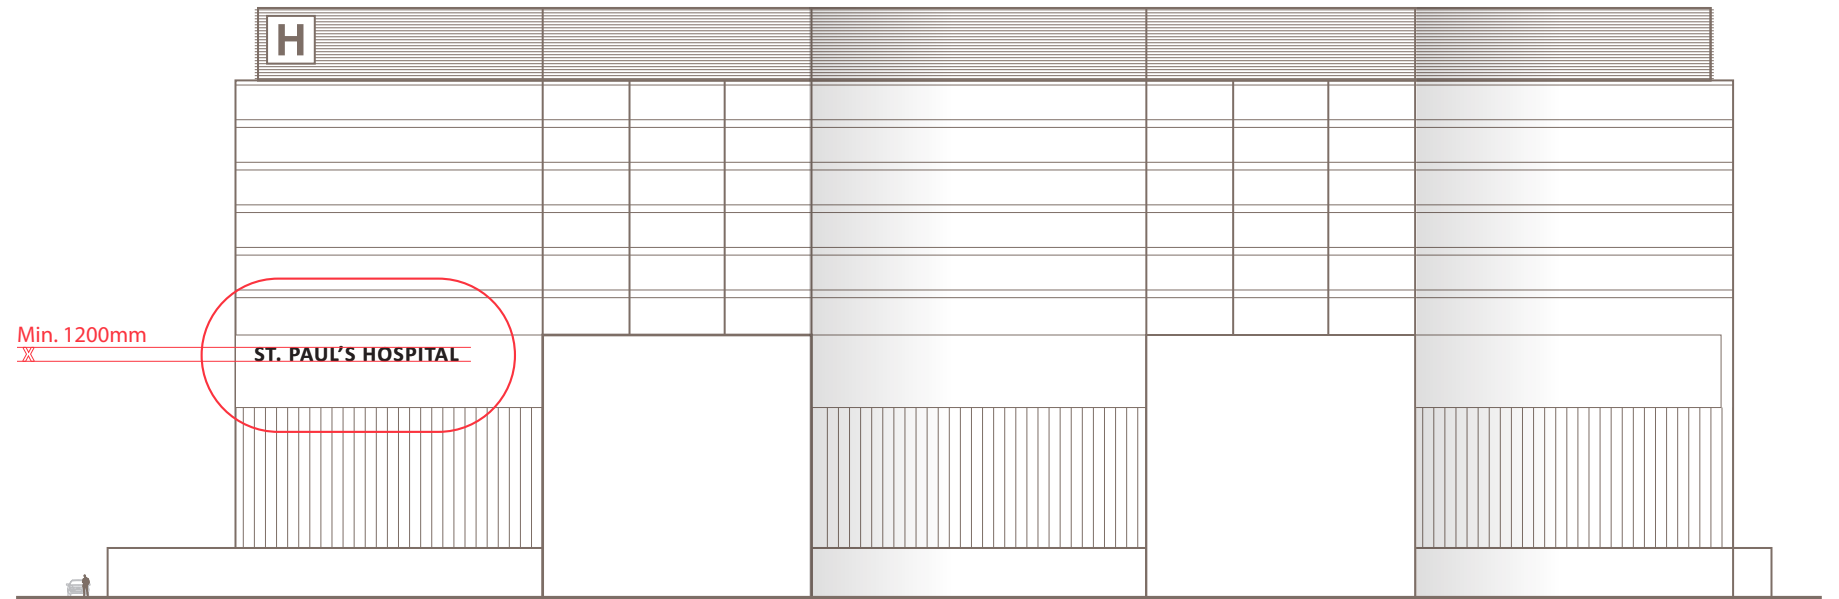 H
Min. 1200mm
X
ST. PAUL’S HOSPITAL